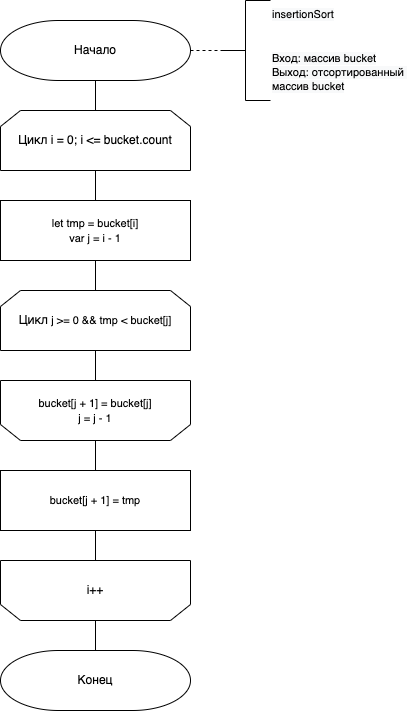 Начало
insertionSort
Вход: массив bucket
Выход: отсортированный
массив bucket
Цикл i = 0; i <= bucket.count
let tmp = bucket[i]
var j = i - 1
Цикл j >= 0 && tmp < bucket[j]
bucket[j + 1] = bucket[j]
j = j - 1
bucket[j + 1] = tmp
i++
Конец